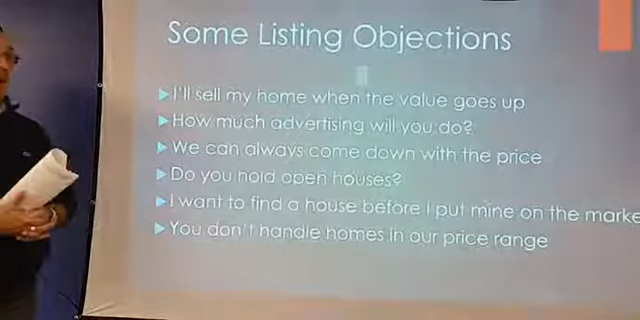 Some Listing Objections
I'll sell my home when the value goes up
How much advertising will you do?
We can always come down with the price
Do you hold open houses?
I want to find a house before I put mine on the marke
You don't handle homes in our price range